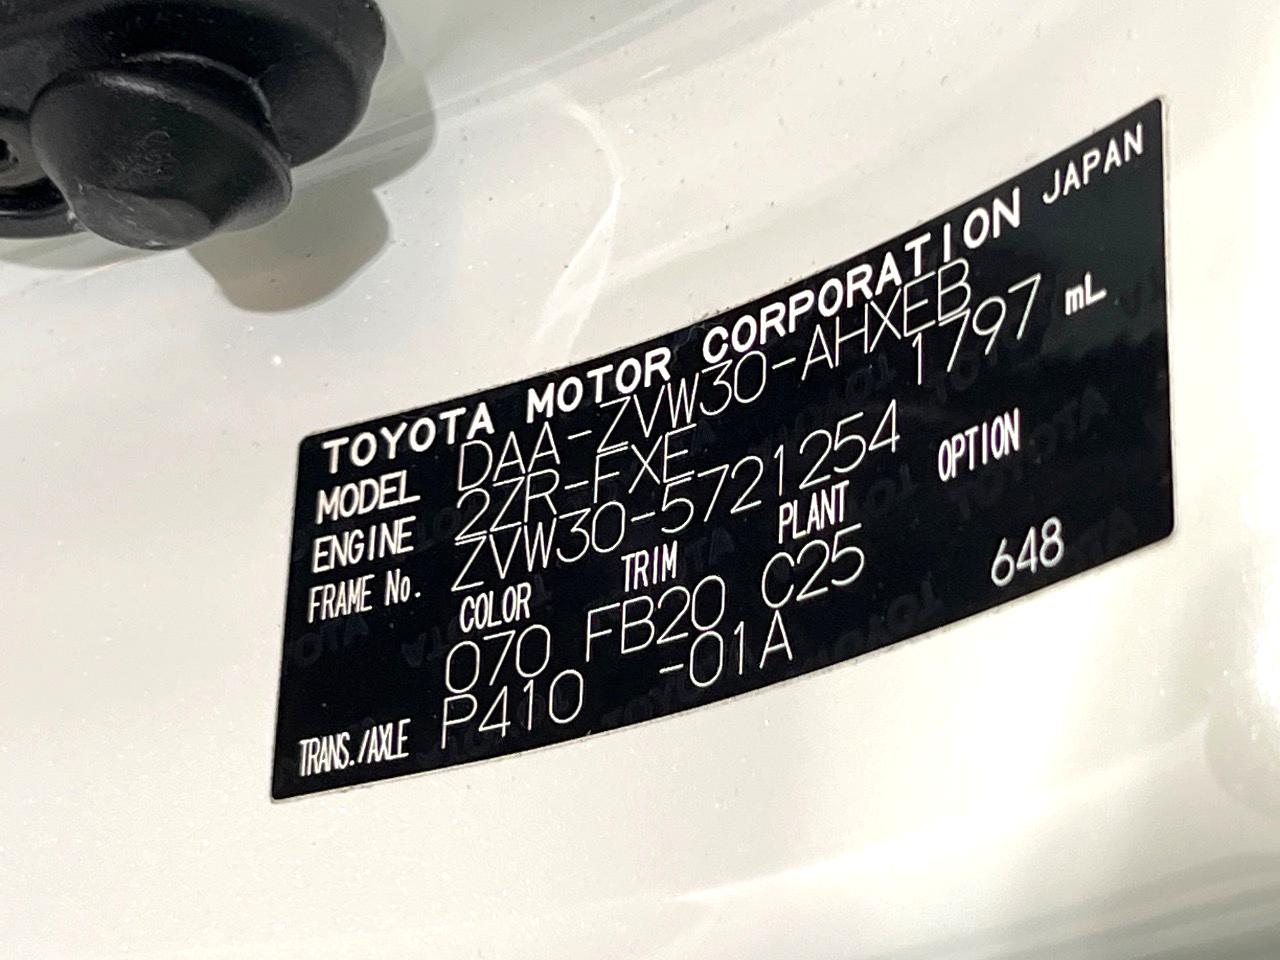 TOYOTA MOTOR CORPORATION JAPAN
MODEL DAA-ZVW30-AHXEB
ENGINE 2ZR-FXE 1797 mL
FRAME No. ZVW30-5721254
COLOR TRIM PLANT OPTION
070 FB20 C25 648
TRANS./AXLE P410 -01A